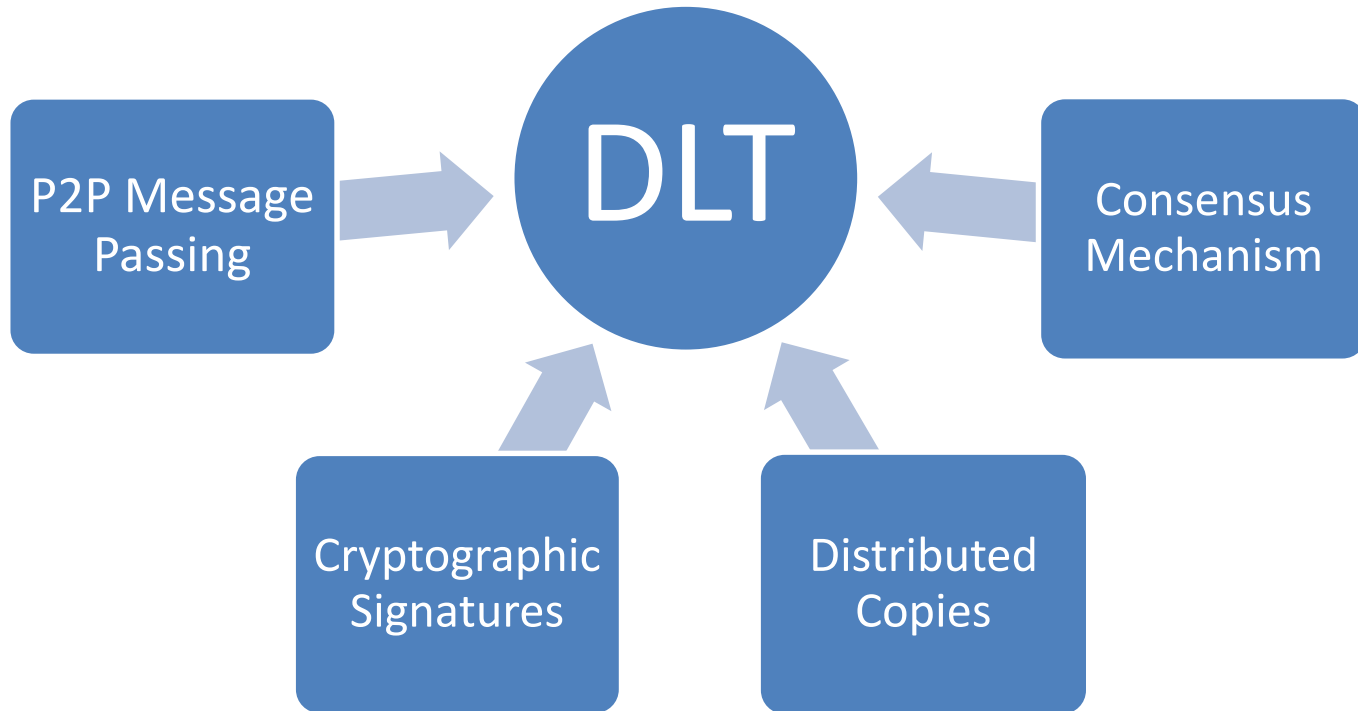 DLT
P2P Message
Passing
Consensus
Mechanism
Cryptographic
Signatures
Distributed
Copies